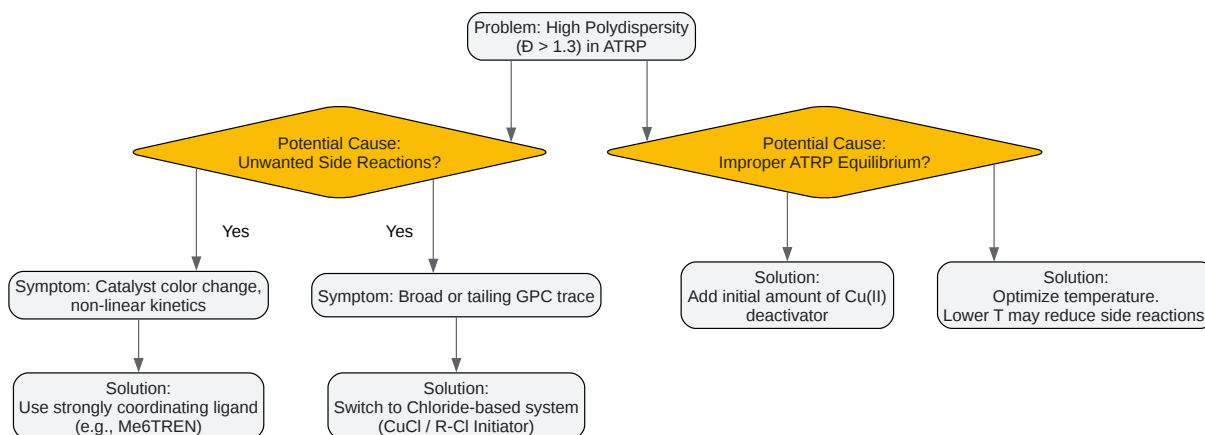 Problem: High Polydispersity
(Đ > 1.3) in ATRP
Potential Cause:
Unwanted Side Reactions?
Potential Cause:
Improper ATRP Equilibrium?
Yes
Yes
Symptom: Catalyst color change,
non-linear kinetics
Symptom: Broad or tailing GPC trace
Solution:
Add initial amount of Cu(II)
deactivator
Solution:
Optimize temperature.
Lower T may reduce side reactions
Solution:
Use strongly coordinating ligand
(e.g., Me6TREN)
Solution:
Switch to Chloride-based system
(CuCl / R-Cl Initiator)